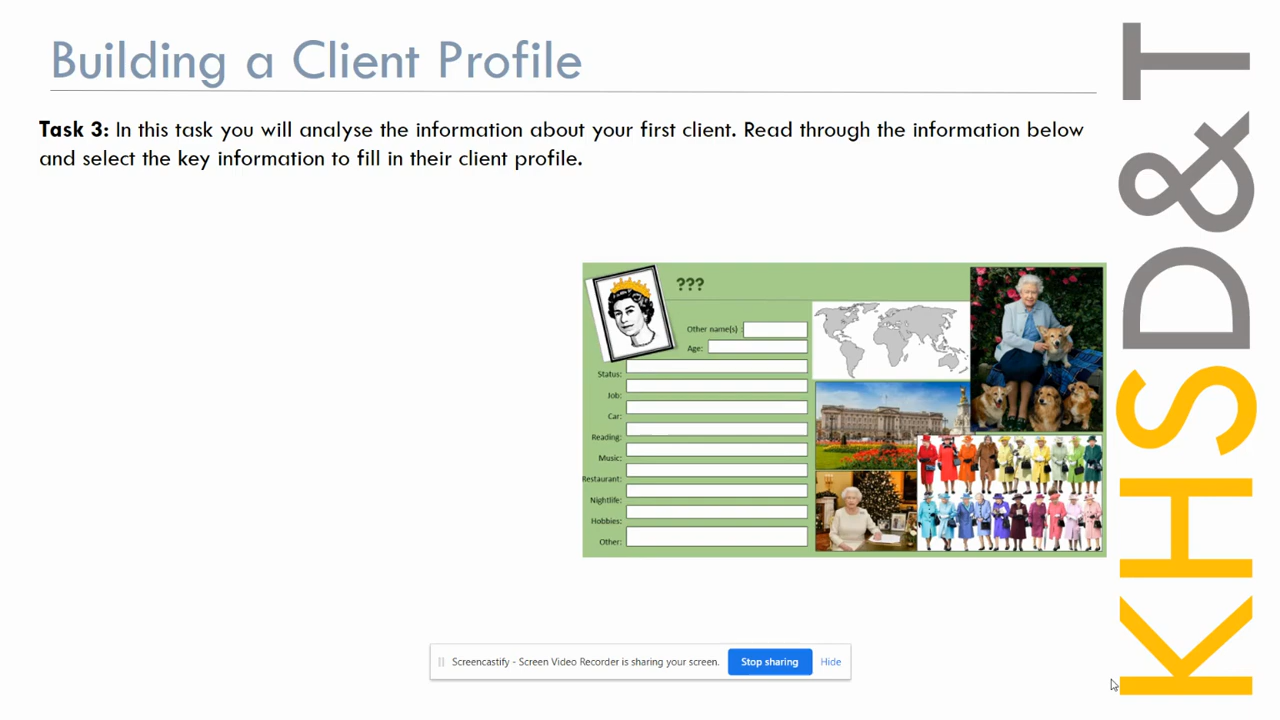 Building a Client Profile
Task 3: In this task you will analyse the information about your first client. Read through the information below
and select the key information to fill in their client profile.
???
Other name(s) :
Age:
Status:
Job:
Car:
Reading:
Music:
Restaurant:
Nightlife:
Hobbies:
Other:
Screencastify - Screen Video Recorder is sharing your screen.
Stop sharing
Hide
KHSD&T